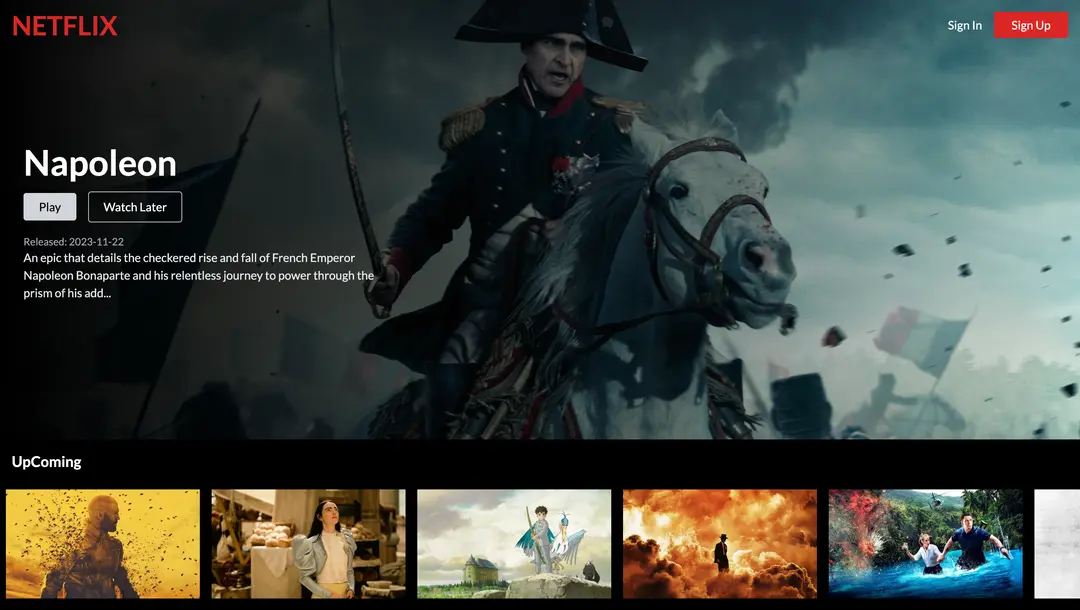 NETFLIX
Sign In
Sign Up
Napoleon
Play
Watch Later
Released: 2023-11-22
An epic that details the checkered rise and fall of French Emperor
Napoleon Bonaparte and his relentless journey to power through the
prism of his add...
UpComing